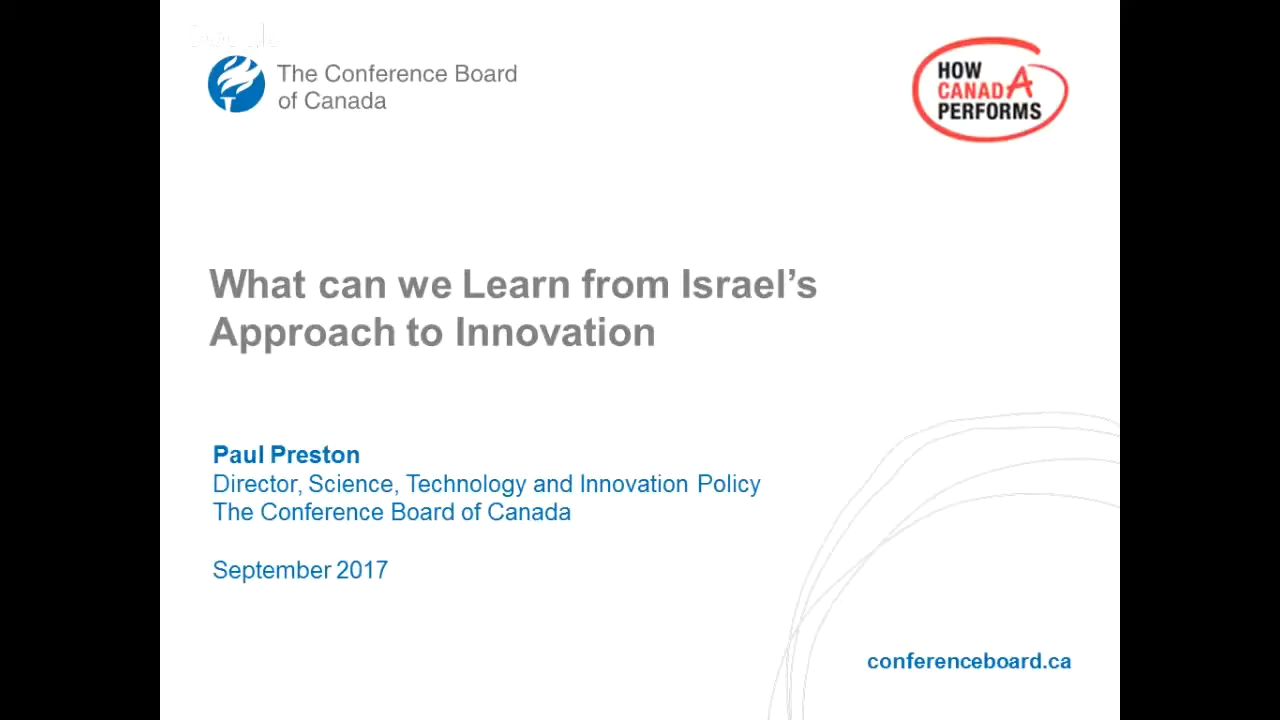 The Conference Board
of Canada
HOW
CANADA
PERFORMS
What can we Learn from Israel’s
Approach to Innovation
Paul Preston
Director, Science, Technology and Innovation Policy
The Conference Board of Canada
September 2017
conferenceboard.ca